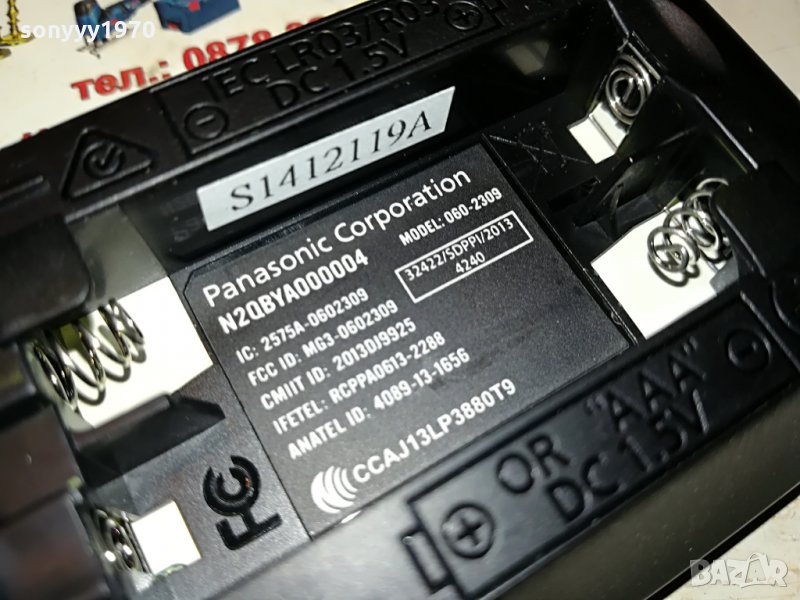 sonyyy1970
тел.: 0878
IEC LR03/R03
DC 1.5V
S1412119A
Panasonic Corporation
N2QBYA000004
MODEL: 060-2309
32422/SDPPI/2013
4240
IC: 2575A-0602309
FCC ID: MG3-0602309
CMIIT ID: 2013DJ9925
IFETEL: RCPPA0613-2288
ANATEL ID: 4089-13-1656
CCAJ13LP3880T9
FC
OR "AAA"
DC 1.5V
BAZAR